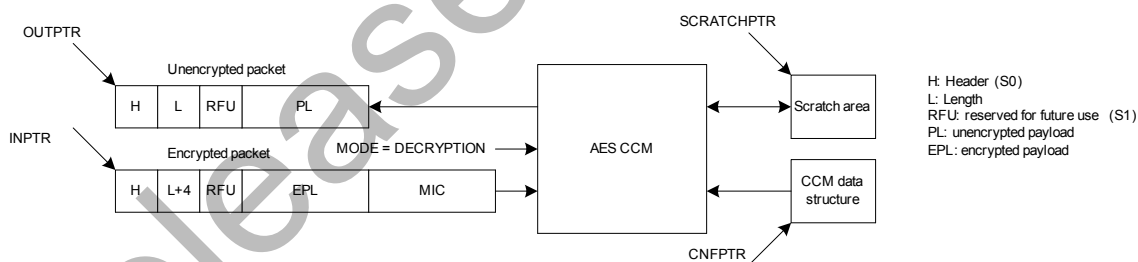 SCRATCHPTR
OUTPTR
Unencrypted packet
H L RFU PL
Scratch area
H: Header (S0)
L: Length
RFU: reserved for future use (S1)
PL: unencrypted payload
EPL: encrypted payload
INPTR
Encrypted packet
MODE = DECRYPTION
AES CCM
H L+4 RFU EPL MIC
CCM data
structure
CNFPTR
lease